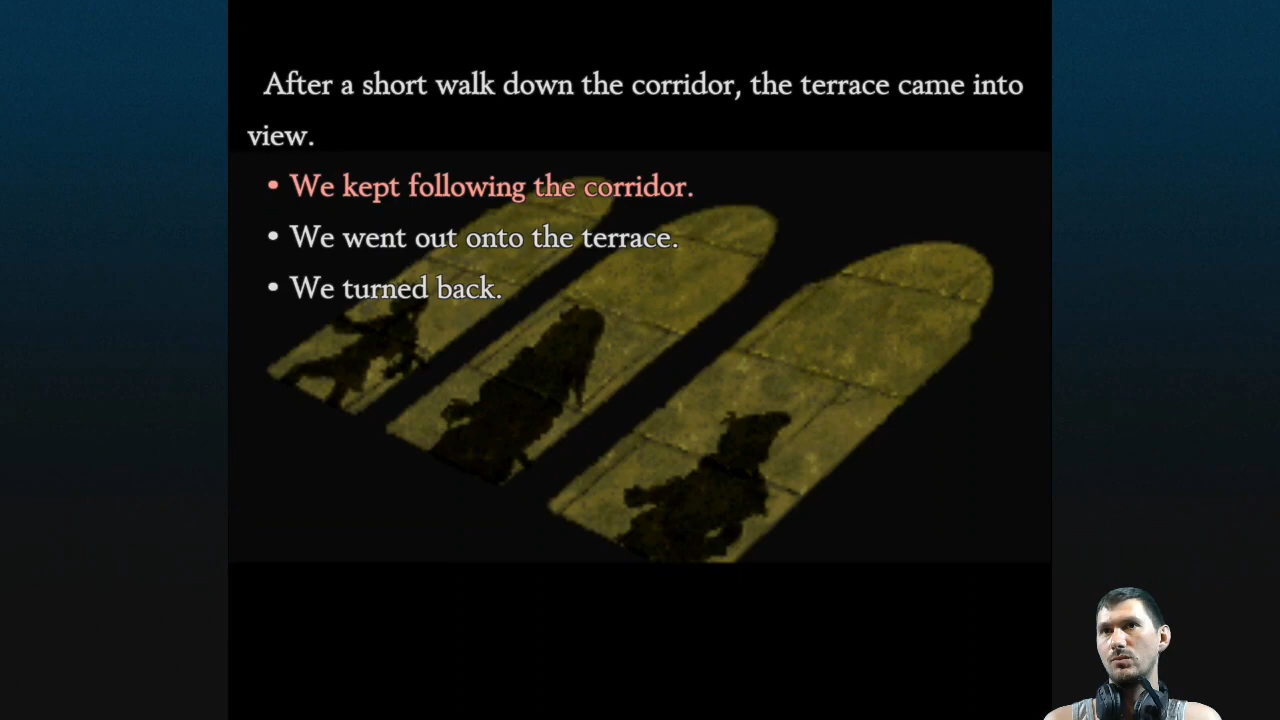 After a short walk down the corridor, the terrace came into
view.
• We kept following the corridor.
• We went out onto the terrace.
• We turned back.